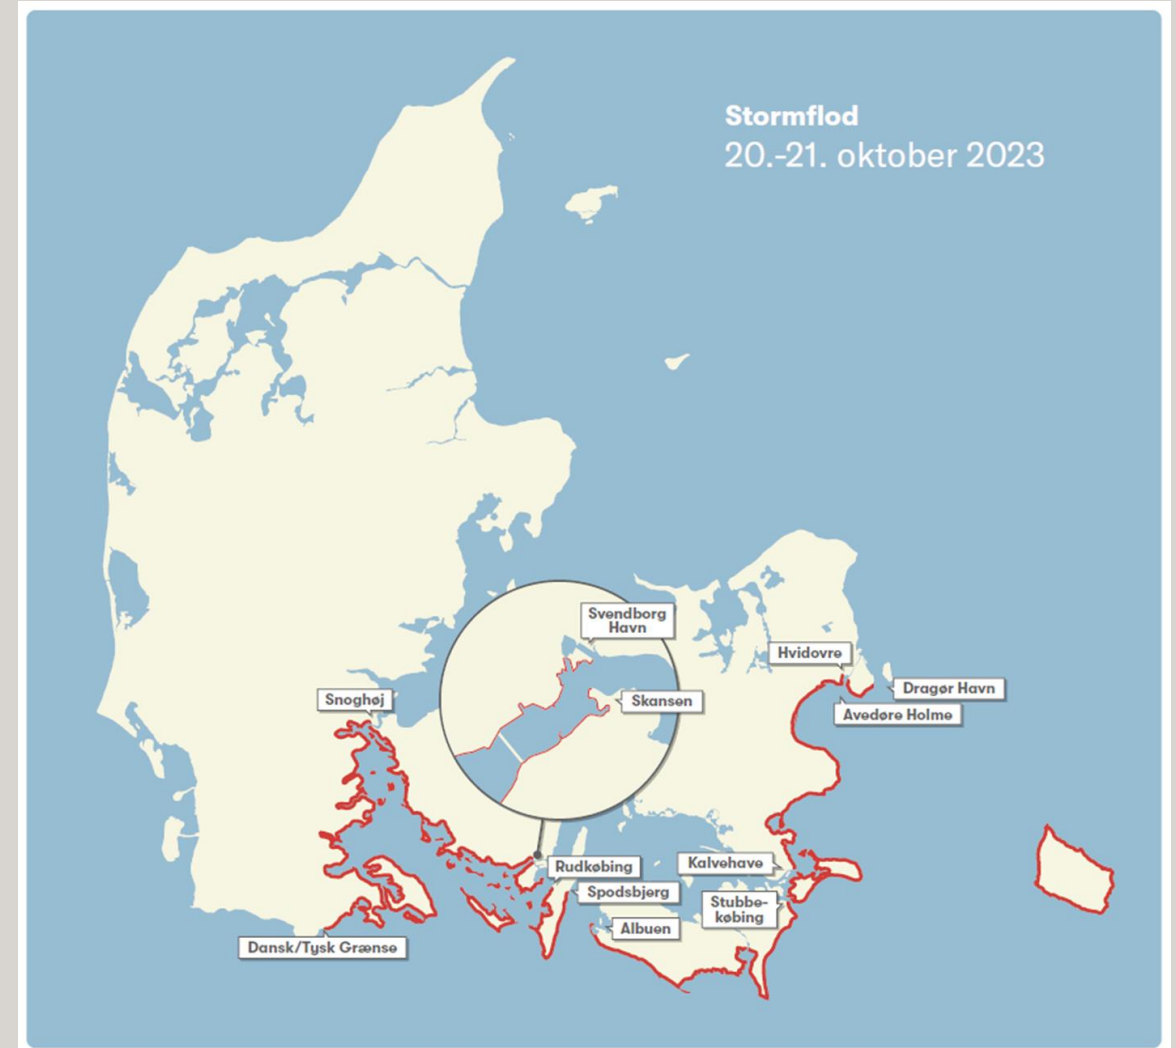 Stormflod
20.-21. oktober 2023
Svendborg
Havn
Hvidovre
Skansen
Dragør Havn
Snoghøj
Avedøre Holme
Rudkøbing
Kalvehave
Spodsbjerg
Stubbe-
købing
Albuen
Dansk/Tysk Grænse